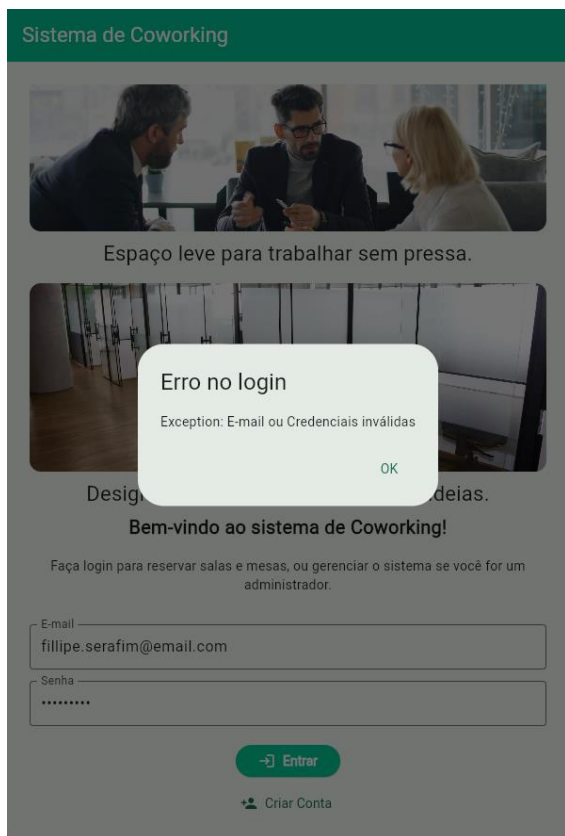 Sistema de Coworking
Espaço leve para trabalhar sem pressa.
Erro no login
Exception: E-mail ou Credenciais inválidas
OK
Desig deias.
Bem-vindo ao sistema de Coworking!
Faça login para reservar salas e mesas, ou gerenciar o sistema se você for um
administrador.
E-mail
fillipe.serafim@email.com
Senha
•••••••••
Entrar
Criar Conta